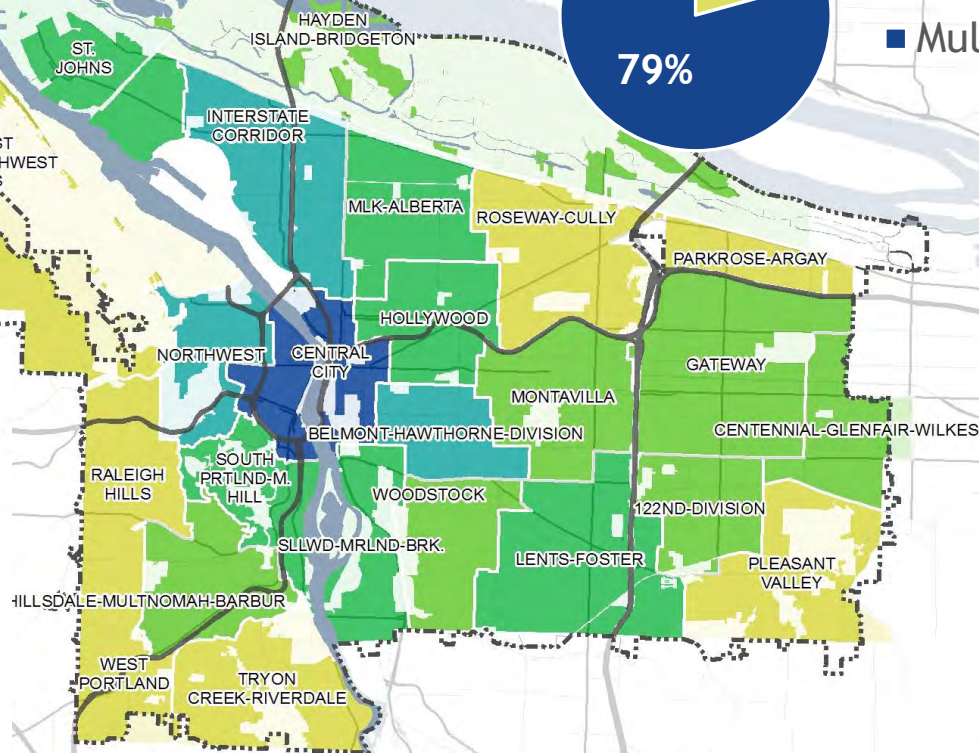 HAYDEN
ISLAND-BRIDGETON
Mul
79%
ST.
JOHNS
INTERSTATE
CORRIDOR
ST
HWEST
S
MLK-ALBERTA
ROSEWAY-CULLY
PARKROSE-ARGAY
HOLLYWOOD
NORTHWEST
CENTRAL
CITY
GATEWAY
MONTAVILLA
BELMONT-HAWTHORNE-DIVISION
CENTENNIAL-GLENFAIR-WILKES
RALEIGH
HILLS
SOUTH
PRTLND-M.
HILL
WOODSTOCK
122ND-DIVISION
SLLWD-MRLND-BRK.
LENTS-FOSTER
PLEASANT
VALLEY
HILLSDALE-MULTNOMAH-BARBUR
WEST
PORTLAND
TRYON
CREEK-RIVERDALE